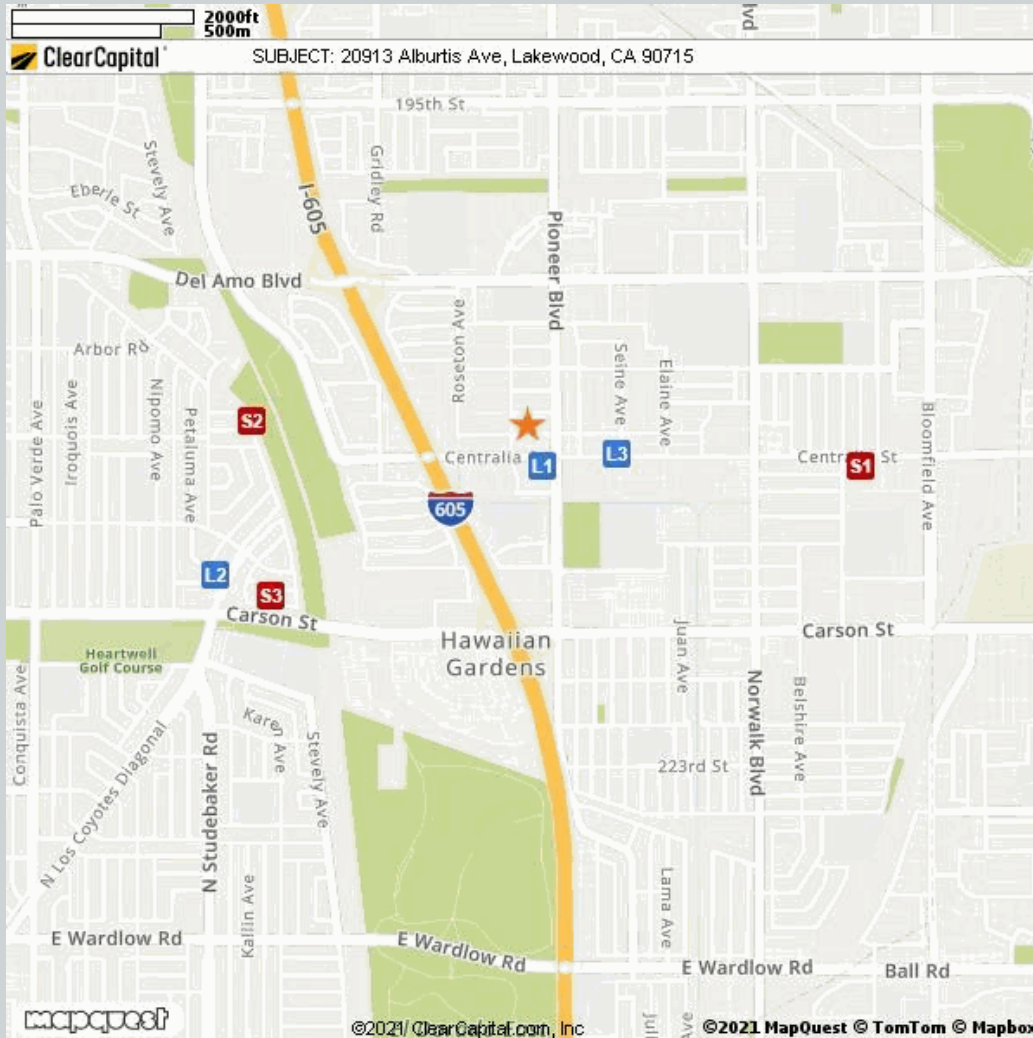 2000ft
500m
lvd
ClearCapital
SUBJECT: 20913 Alburtis Ave, Lakewood, CA 90715
195th St
Stevely Ave
Gridley Rd
Eberle St
I-605
Pioneer Blvd
Del Amo Blvd
Roseton Ave
Arbor Rd
Seine Ave
Elaine Ave
Nipomo Ave
Iroquois Ave
Palo Verde Ave
Petaluma Ave
Bloomfield Ave
S2
Centralia
L1
L3
St
S1
605
L2
S3
Carson St
Carson St
Hawaiian
Gardens
Heartwell
Golf Course
Juan Ave
Conquista Ave
Norwalk Blvd
Belshire Ave
Karen Ave
Stevely Ave
N Los Coyotes Diagonal
N Studebaker Rd
223rd St
Kallin Ave
Lama Ave
E Wardlow Rd
E Wardlow Rd
E Wardlow Rd
Ball Rd
Ave
mapquest
©2021 ClearCapital.com, Inc
©2021 MapQuest © TomTom © Mapbox